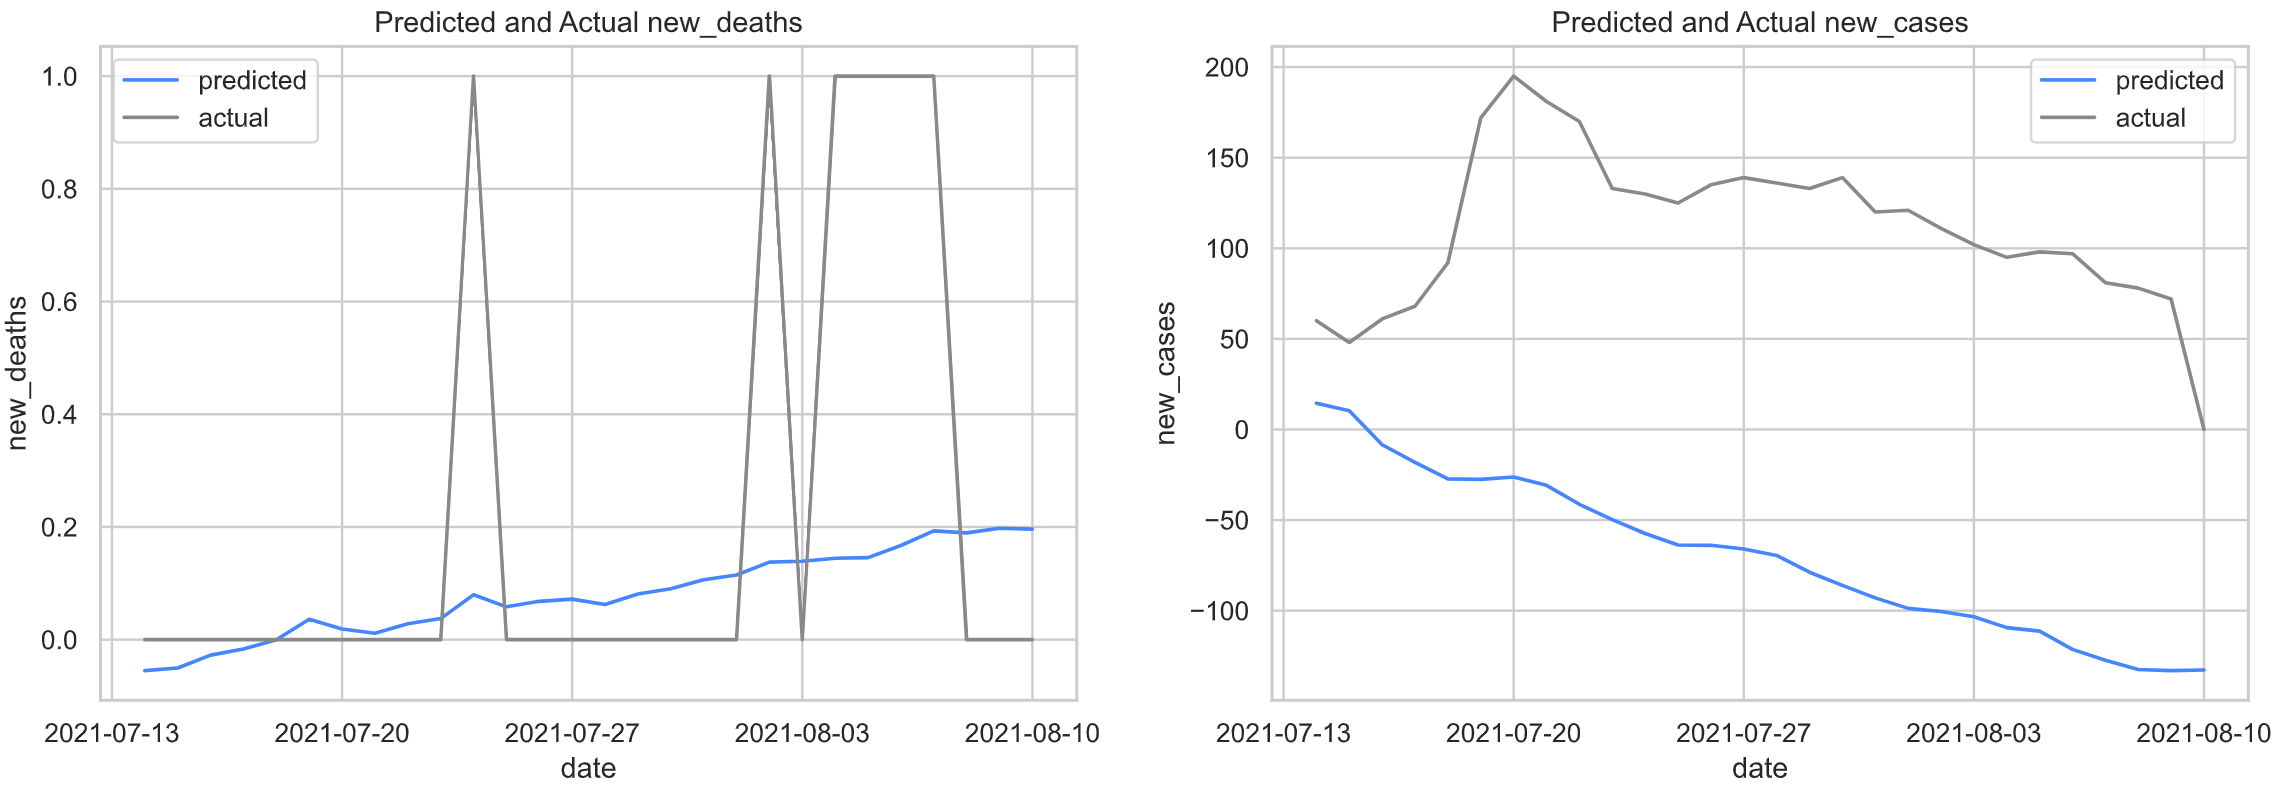 Predicted and Actual new_deaths
predicted
actual
1.0
0.8
0.6
0.4
0.2
0.0
new_deaths
2021-07-13 2021-07-20 2021-07-27 2021-08-03 2021-08-10
date
Predicted and Actual new_cases
predicted
actual
200
150
100
50
0
−50
−100
new_cases
2021-07-13 2021-07-20 2021-07-27 2021-08-03 2021-08-10
date